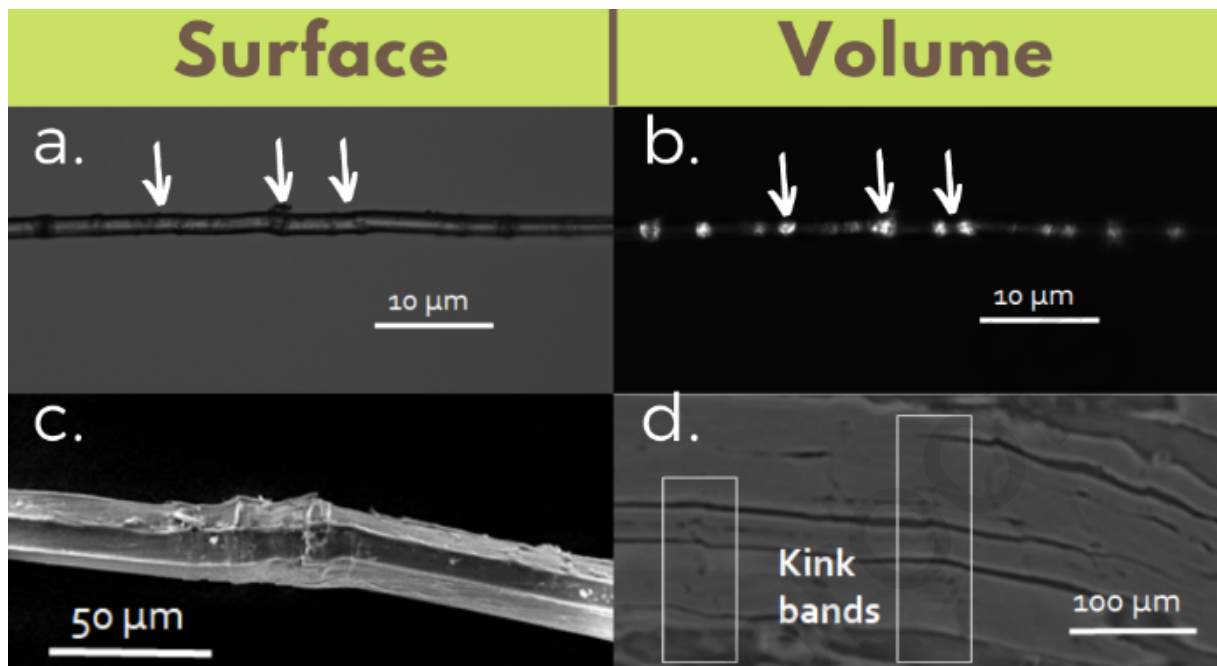 Surface
Volume
a.
b.
10 µm
10 µm
c.
d.
50 µm
Kink
bands
100 µm